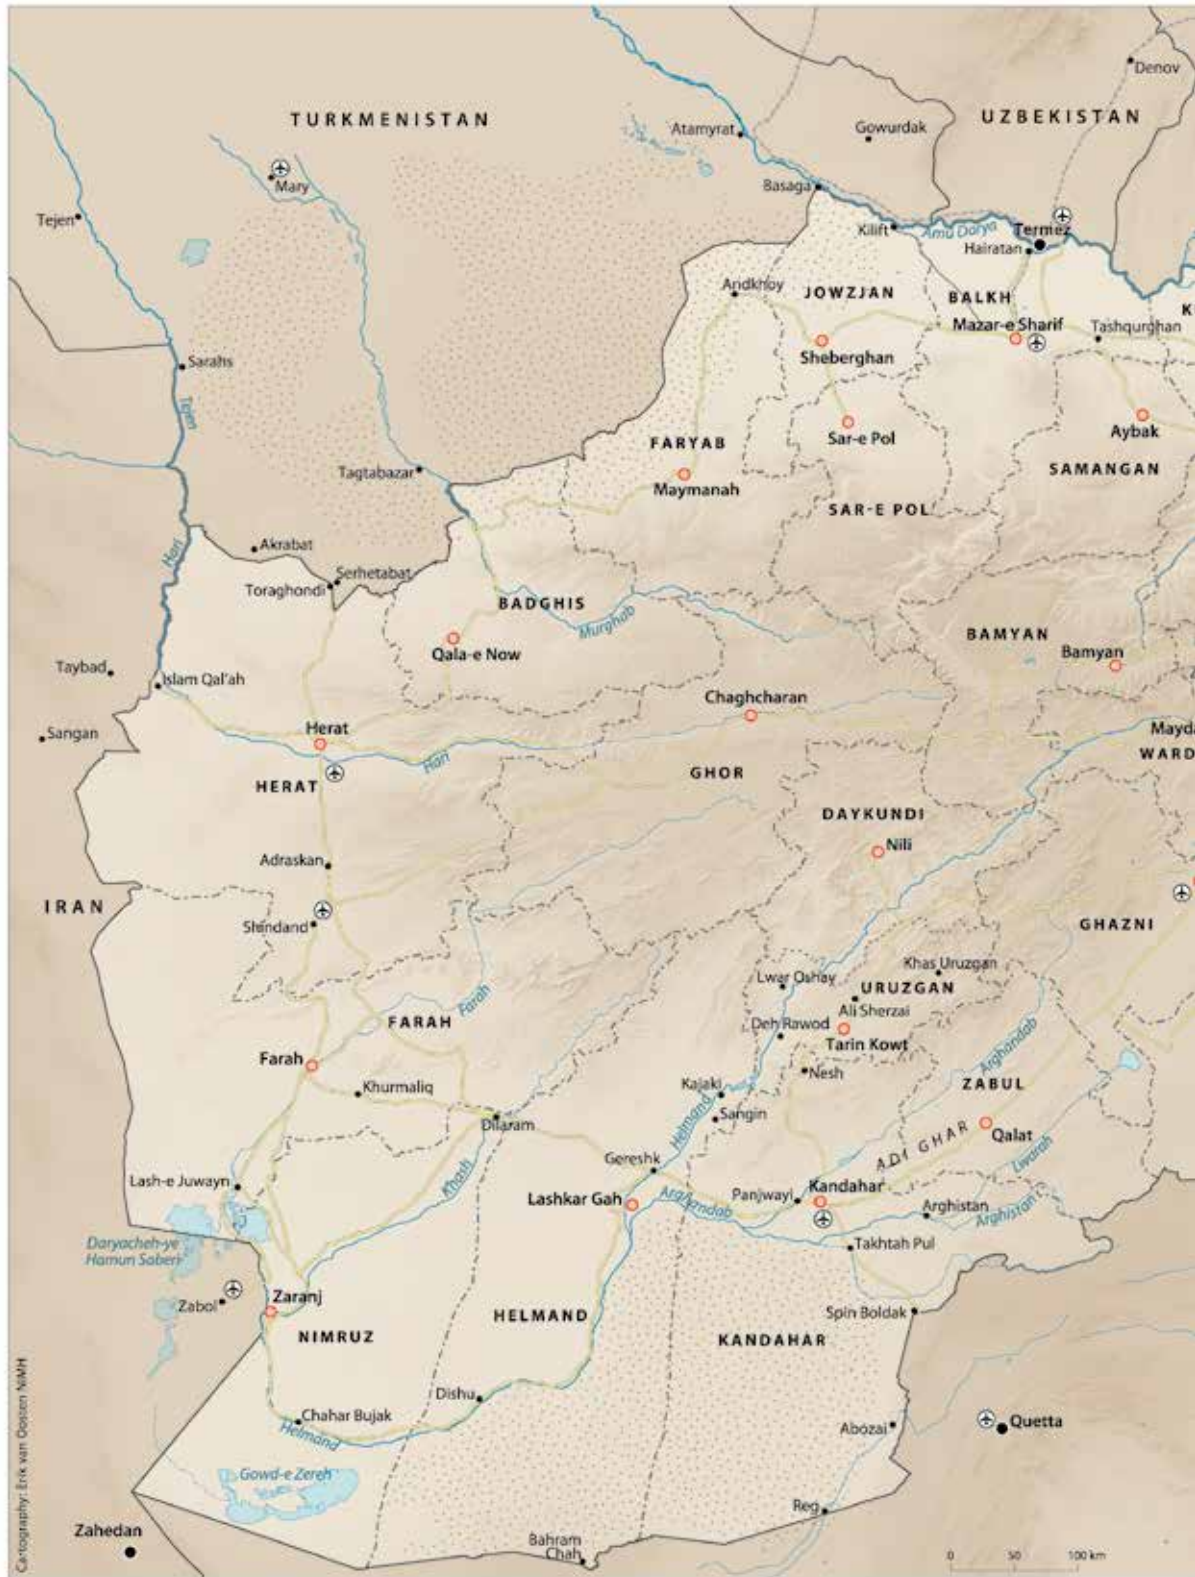 Denov
TURKMENISTAN
UZBEKISTAN
Atamyrat
Gowurdak
Mary
Basaga
Tejen
Kilift
Amu Darya
Termez
Hairatan
Andkhoy
JOWZJAN
BALKH
K
Mazar-e Sharif
Tashqurghan
Sheberghan
Sarahs
Tejen
Aybak
Sar-e Pol
FARYAB
SAMANGAN
Tagtabazar
Maymanah
SAR-E POL
Akrabat
Hari
Serhetabat
Toraghondi
BADGHIS
Murghab
BAMYAN
Qala-e Now
Bamyan
Taybad
Islam Qal'ah
Chaghcharan
Sangan
Herat
Mayda
WARD
Hari
GHOR
HERAT
DAYKUNDI
Nili
Adraskan
IRAN
Shindand
GHAZNI
Khas Uruzgan
Lwar Oshay
URUZGAN
Farah
Ali Sherzai
FARAH
Deh Rawod
Tarin Kowt
Farah
Arghandab
Nesh
Khurmaliq
Kajaki
ZABUL
Dilaram
Helmand
Sangin
ADI GHAR
Qalat
Gereshk
Lwarah
Lash-e Juwayn
Khash
Lashkar Gah
Arghandab
Panjwayi
Kandahar
Arghistan
Arghistan
Daryacheh-ye
Hamun Saberi
Takhtah Pul
Zabol
Zaranj
Spin Boldak
HELMAND
NIMRUZ
KANDAHAR
Dishu
Chahar Bujak
Helmand
Abozai
Quetta
Gowd-e Zereh
Reg
Zahedan
Bahram
Chah
0 50 100 km
Cartography: Erik van Oosten NIMH